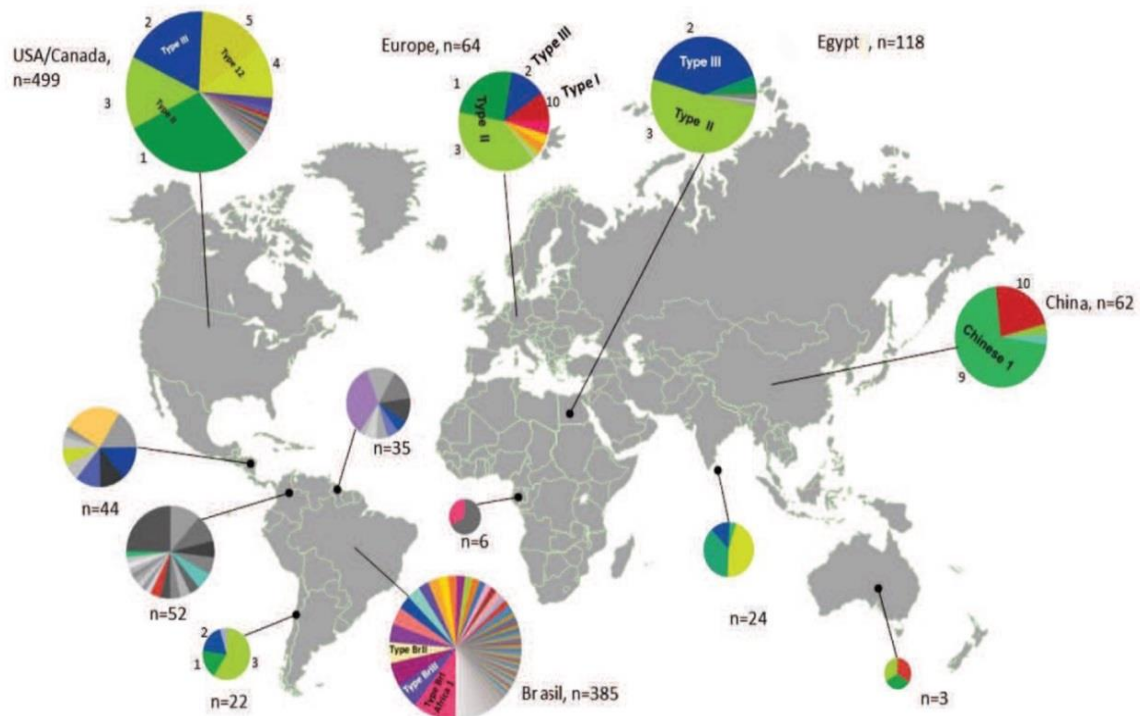 USA/Canada,
n=499
2
5
4
3
1
Type III
Type 12
Type II
Europe, n=64
1
2
10
3
Type III
Type I
Type II
Egypt, n=118
2
3
Type III
Type II
10
China, n=62
Chinese 1
9
n=35
n=44
n=6
n=52
n=24
2
1
3
n=22
Type BrII
Type BrIII
Type BrI
Africa 1
Brasil, n=385
n=3